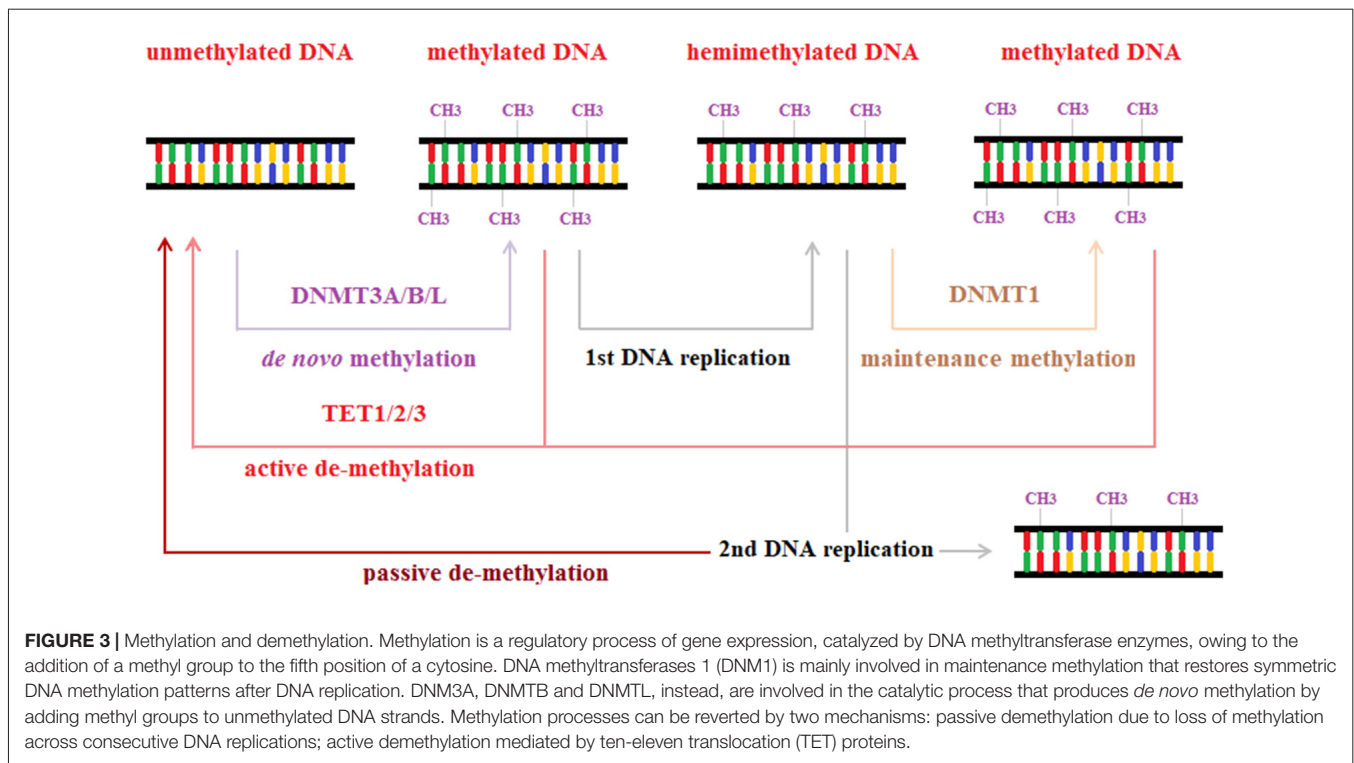 unmethylated DNA methylated DNA hemimethylated DNA methylated DNA
CH3 CH3 CH3 CH3 CH3 CH3 CH3 CH3 CH3
CH3 CH3 CH3 CH3 CH3 CH3
DNMT3A/B/L DNMT1
de novo methylation 1st DNA replication maintenance methylation
TET1/2/3
active de-methylation
CH3 CH3 CH3
2nd DNA replication
passive de-methylation
FIGURE 3 | Methylation and demethylation. Methylation is a regulatory process of gene expression, catalyzed by DNA methyltransferase enzymes, owing to the
addition of a methyl group to the fifth position of a cytosine. DNA methyltransferases 1 (DNM1) is mainly involved in maintenance methylation that restores symmetric
DNA methylation patterns after DNA replication. DNM3A, DNMTB and DNMTL, instead, are involved in the catalytic process that produces de novo methylation by
adding methyl groups to unmethylated DNA strands. Methylation processes can be reverted by two mechanisms: passive demethylation due to loss of methylation
across consecutive DNA replications; active demethylation mediated by ten-eleven translocation (TET) proteins.